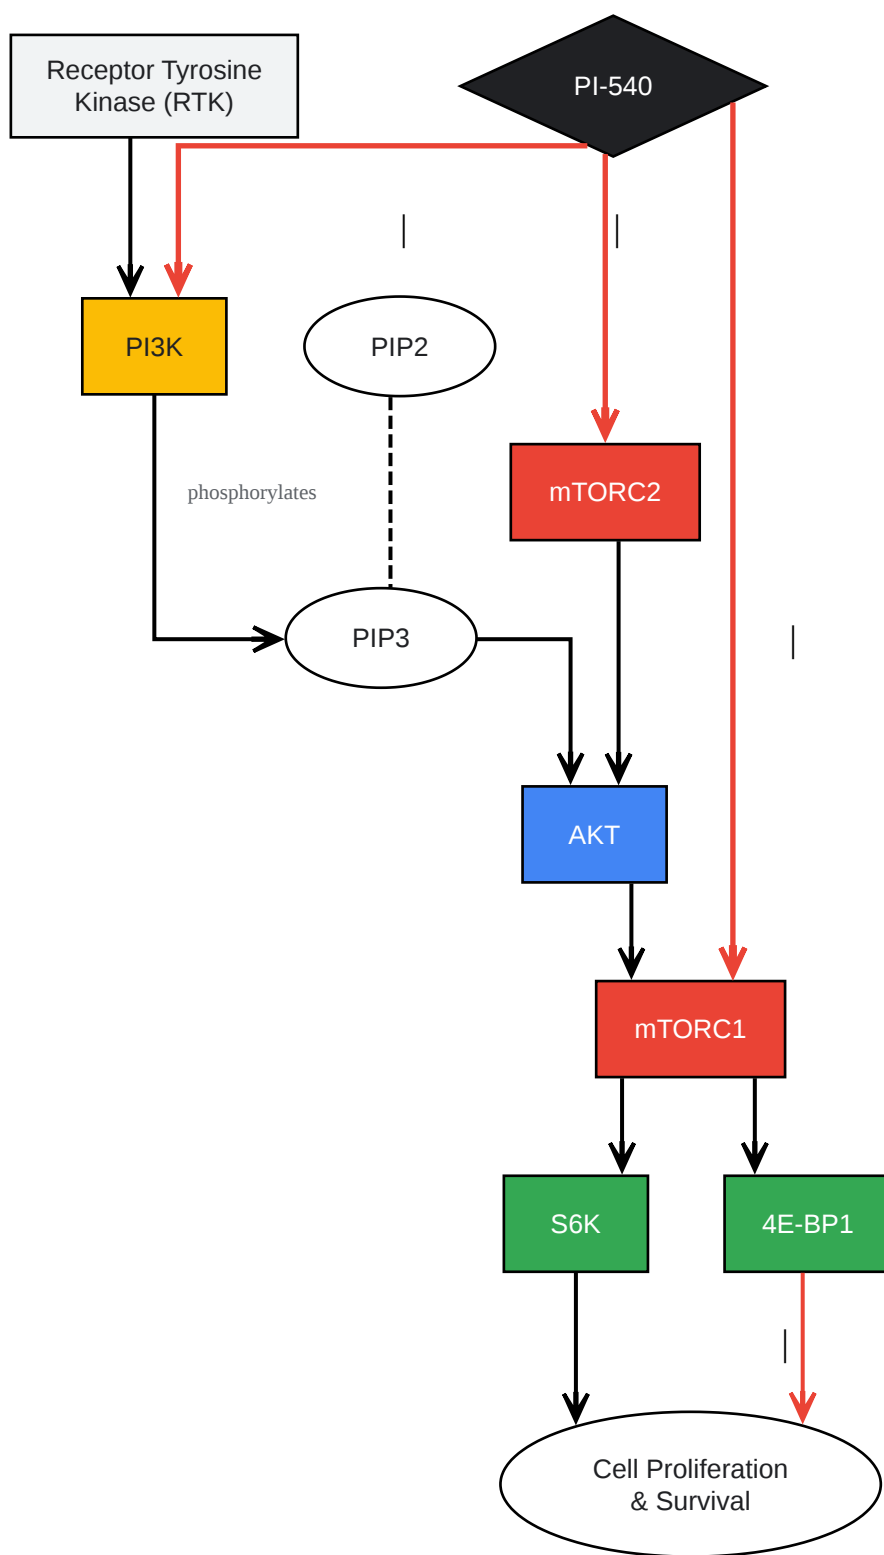 Receptor Tyrosine
Kinase (RTK)
PI-540
|
|
PI3K
PIP2
phosphorylates
mTORC2
PIP3
|
AKT
mTORC1
S6K
4E-BP1
|
Cell Proliferation
& Survival